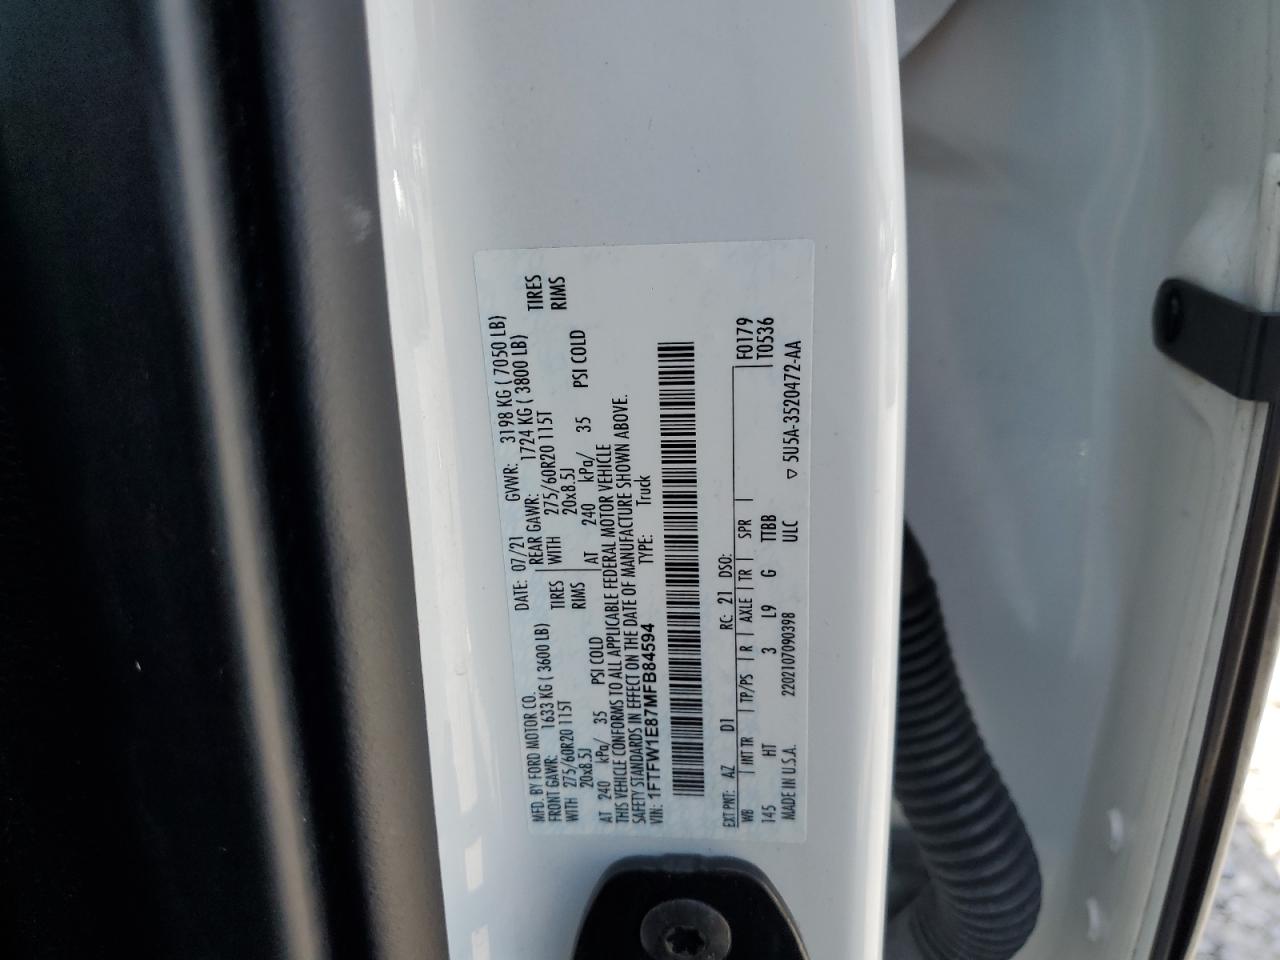 MFD. BY FORD MOTOR CO. DATE: 07/21 GVWR: 3198 KG ( 7050 LB)
FRONT GAWR: 1633 KG ( 3600 LB) REAR GAWR: 1724 KG ( 3800 LB)
WITH 275/60R20 115T TIRES WITH 275/60R20 115T TIRES
20x8.5J RIMS 20x8.5J RIMS
AT 240 kPa/ 35 PSI COLD AT 240 kPa/ 35 PSI COLD
THIS VEHICLE CONFORMS TO ALL APPLICABLE FEDERAL MOTOR VEHICLE
SAFETY STANDARDS IN EFFECT ON THE DATE OF MANUFACTURE SHOWN ABOVE.
VIN: 1FTFW1E87MFB84594 TYPE: Truck
EXT PNT: AZ D1 RC: 21 DSO: F0179
WB INT TR TP/PS R AXLE TR SPR T0536
145 HT 3 L9 G TTBB
MADE IN U.S.A. 2202107090398 ULC ▽ 5U5A-3520472-AA